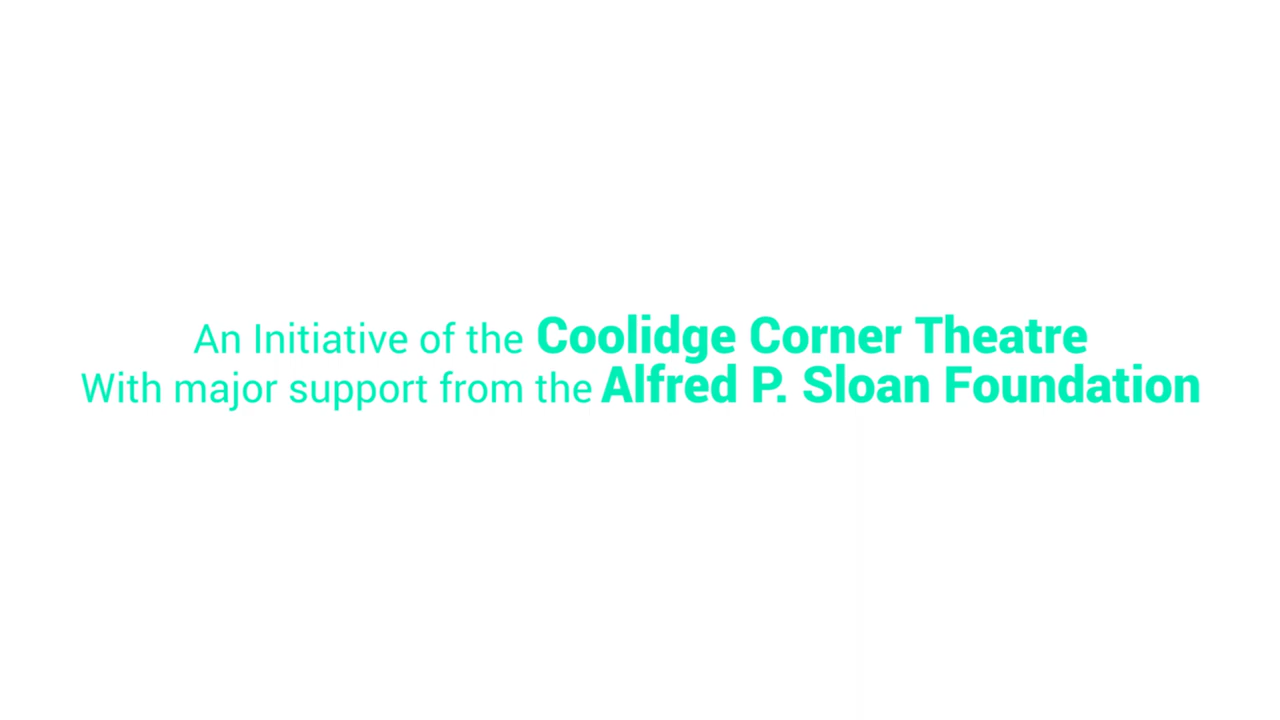 An Initiative of the Coolidge Corner Theatre
With major support from the Alfred P. Sloan Foundation